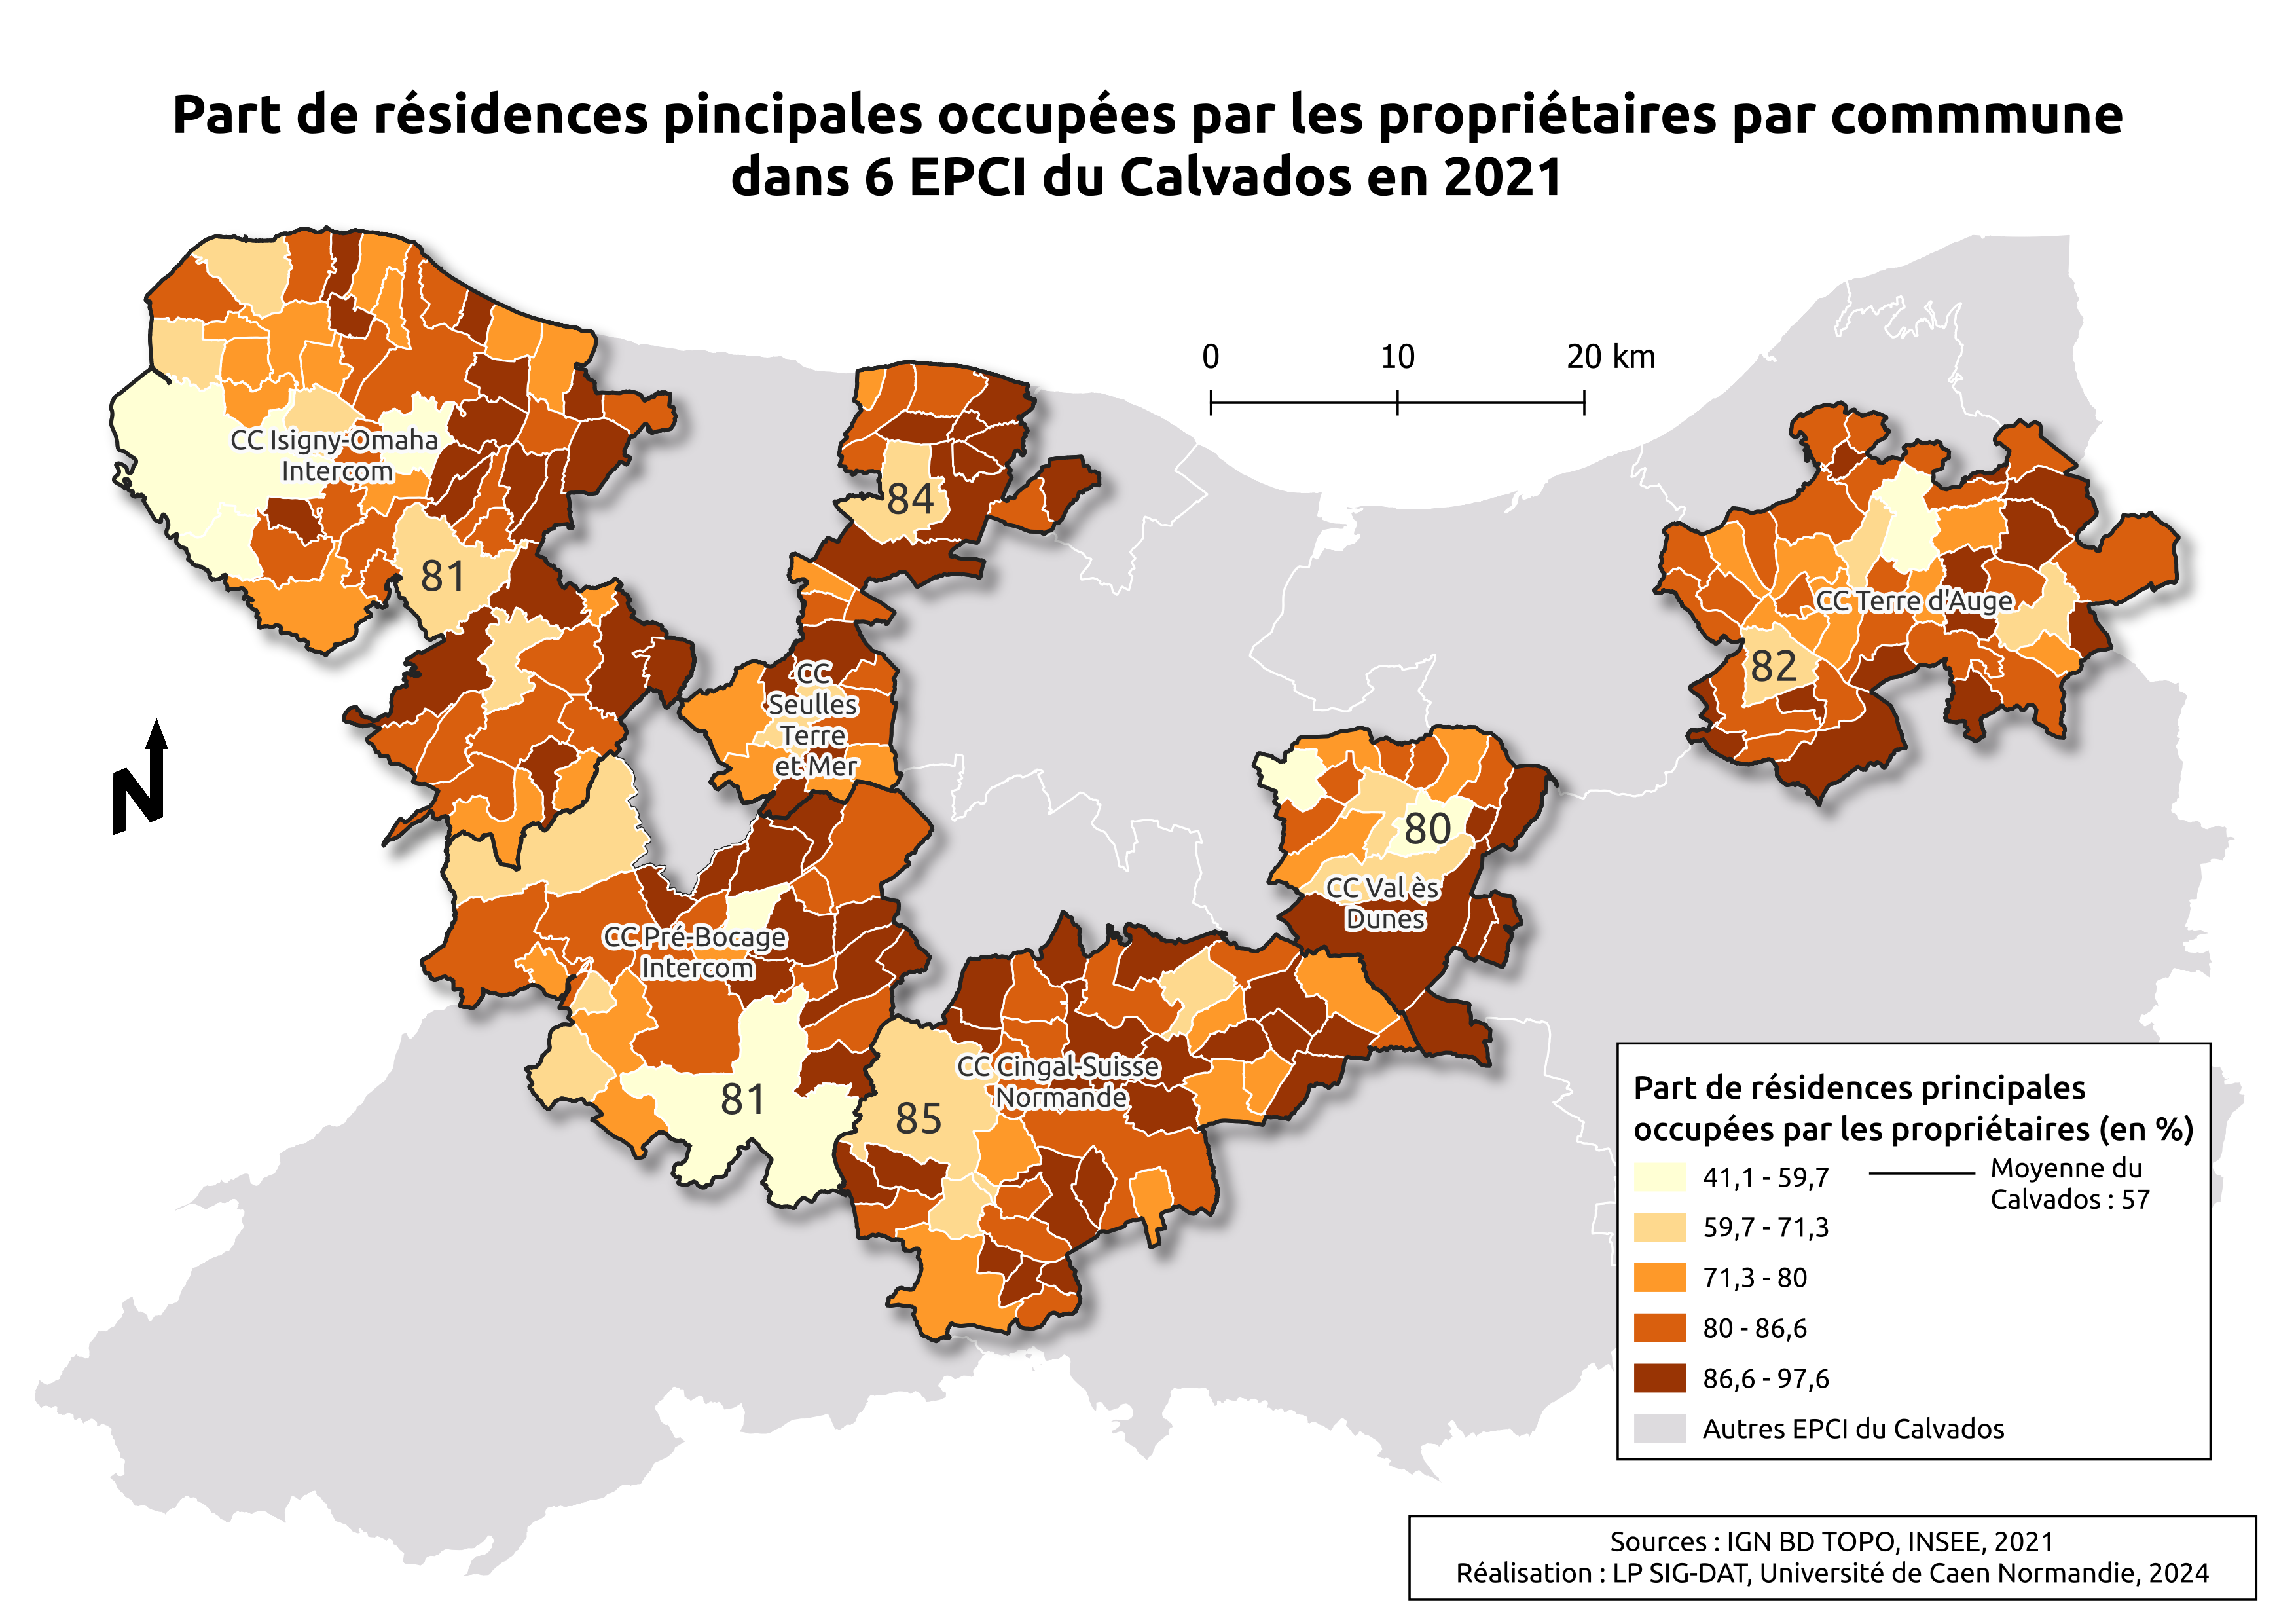 Part de résidences pincipales occupées par les propriétaires par commmune
dans 6 EPCI du Calvados en 2021
0 10 20 km
CC Isigny-Omaha
Intercom
84
81
CC Terre d'Auge
82
CC
Seulles
Terre
et Mer
N
80
CC Val ès
Dunes
CC Pré-Bocage
Intercom
81
CC Cingal-Suisse
Normande
85
Part de résidences principales
occupées par les propriétaires (en %)
41,1 - 59,7
Moyenne du
Calvados : 57
59,7 - 71,3
71,3 - 80
80 - 86,6
86,6 - 97,6
Autres EPCI du Calvados
Sources : IGN BD TOPO, INSEE, 2021
Réalisation : LP SIG-DAT, Université de Caen Normandie, 2024